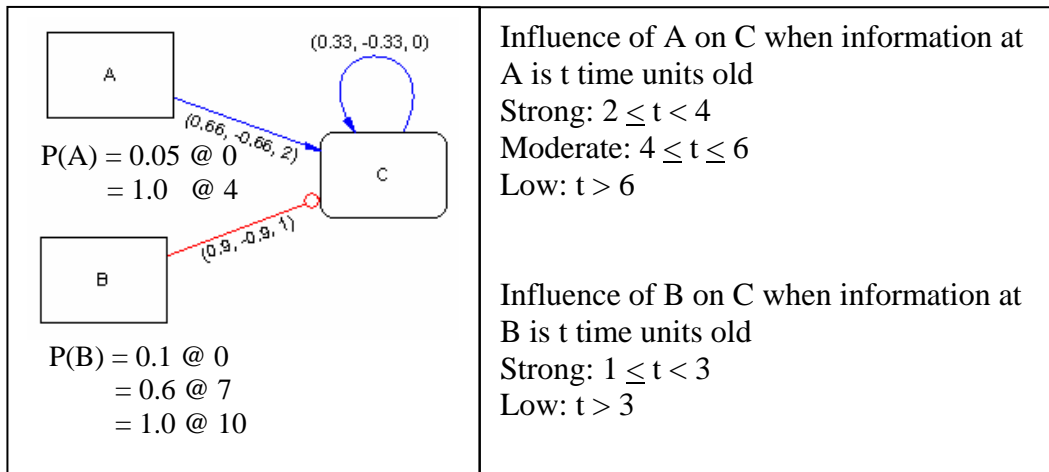 (0.33, -0.33, 0)
A
(0.66, -0.66, 2)
C
P(A) = 0.05 @ 0
= 1.0 @ 4
(0.9, -0.9, 1)
B
P(B) = 0.1 @ 0
= 0.6 @ 7
= 1.0 @ 10
Influence of A on C when information at
A is t time units old
Strong: 2 ≤ t < 4
Moderate: 4 ≤ t ≤ 6
Low: t > 6
Influence of B on C when information at
B is t time units old
Strong: 1 ≤ t < 3
Low: t > 3